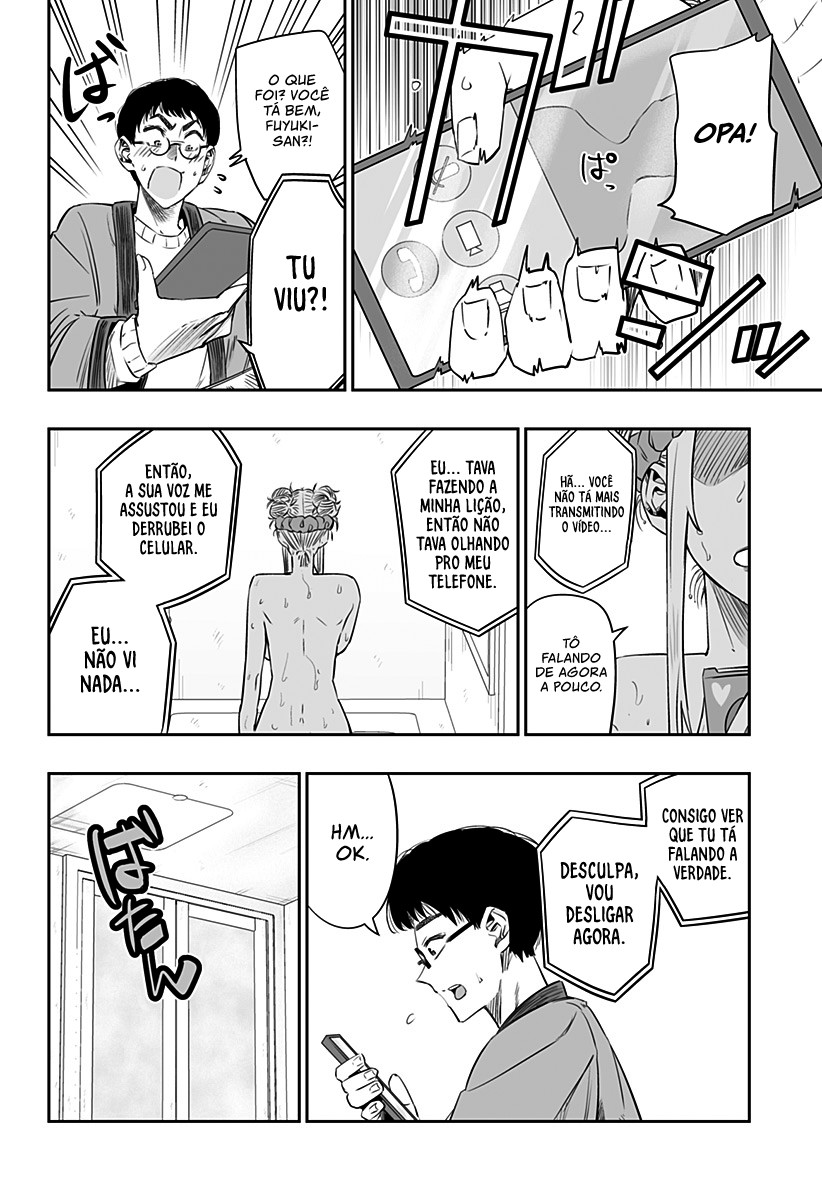 OPA!
ぱっ
O QUE
FOI? VOCÊ
TÁ BEM,
FUYUKI-
SAN?!
TU
VIU?!
ばっ
HÃ... VOCÊ
NÃO TÁ MAIS
TRANSMITINDO
O VÍDEO...
TÔ
FALANDO
DE AGORA
A POUCO.
EU... TAVA
FAZENDO A
MINHA LIÇÃO,
ENTÃO NÃO
TAVA OLHANDO
PRO MEU
TELEFONE.
ENTÃO,
A SUA VOZ ME
ASSUSTOU E EU
DERRUBEI O
CELULAR.
EU...
NÃO VI
NADA...
CONSIGO VER
QUE TU TÁ
FALANDO A
VERDADE.
DESCULPA,
VOU
DESLIGAR
AGORA.
HM...
OK.
ばたん